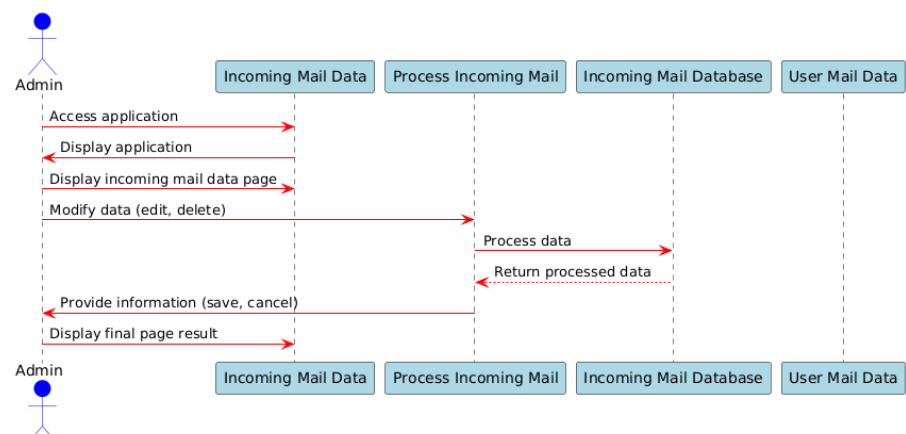 Admin
Incoming Mail Data
Process Incoming Mail
Incoming Mail Database
User Mail Data
Access application
Display application
Display incoming mail data page
Modify data (edit, delete)
Process data
Return processed data
Provide information (save, cancel)
Display final page result
Admin
Incoming Mail Data
Process Incoming Mail
Incoming Mail Database
User Mail Data